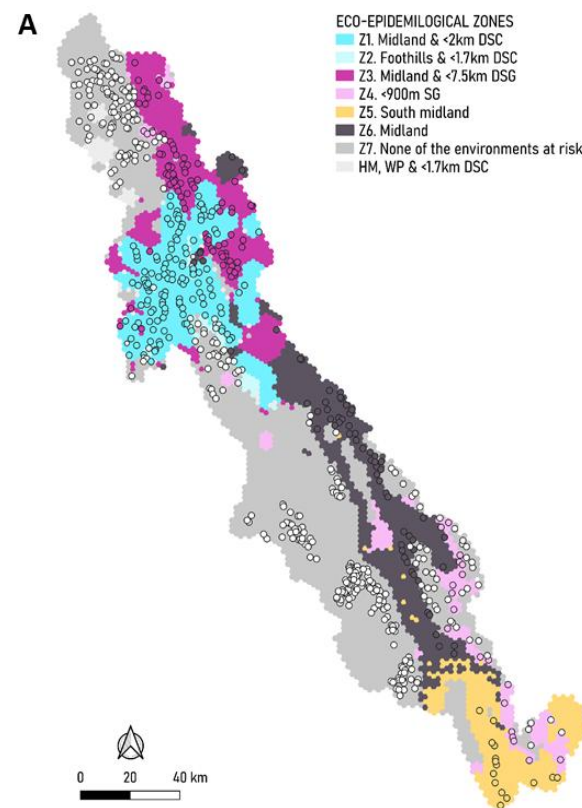 A
ECO-EPIDEMILOGICAL ZONES
Z1. Midland & <2km DSC
Z2. Foothills & <1.7km DSC
Z3. Midland & <7.5km DSG
Z4. <900m SG
Z5. South midland
Z6. Midland
Z7. None of the environments at risk
HM, WP & <1.7km DSC
0 20 40 km